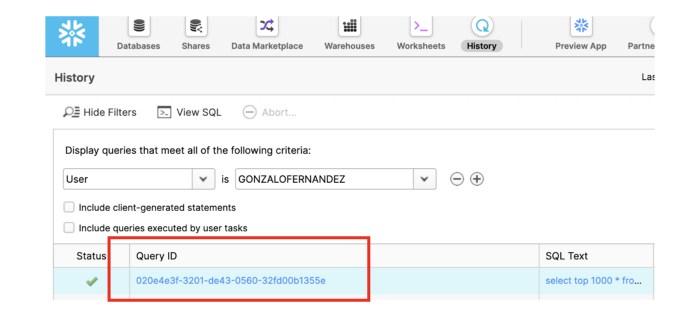 Databases Shares Data Marketplace Warehouses Worksheets History Preview App Partne
History Las
Hide Filters View SQL Abort...
Display queries that meet all of the following criteria:
User is GONZALOFERNANDEZ
Include client-generated statements
Include queries executed by user tasks
Status Query ID SQL Text
020e4e3f-3201-de43-0560-32fd00b1355e select top 1000 * fro...